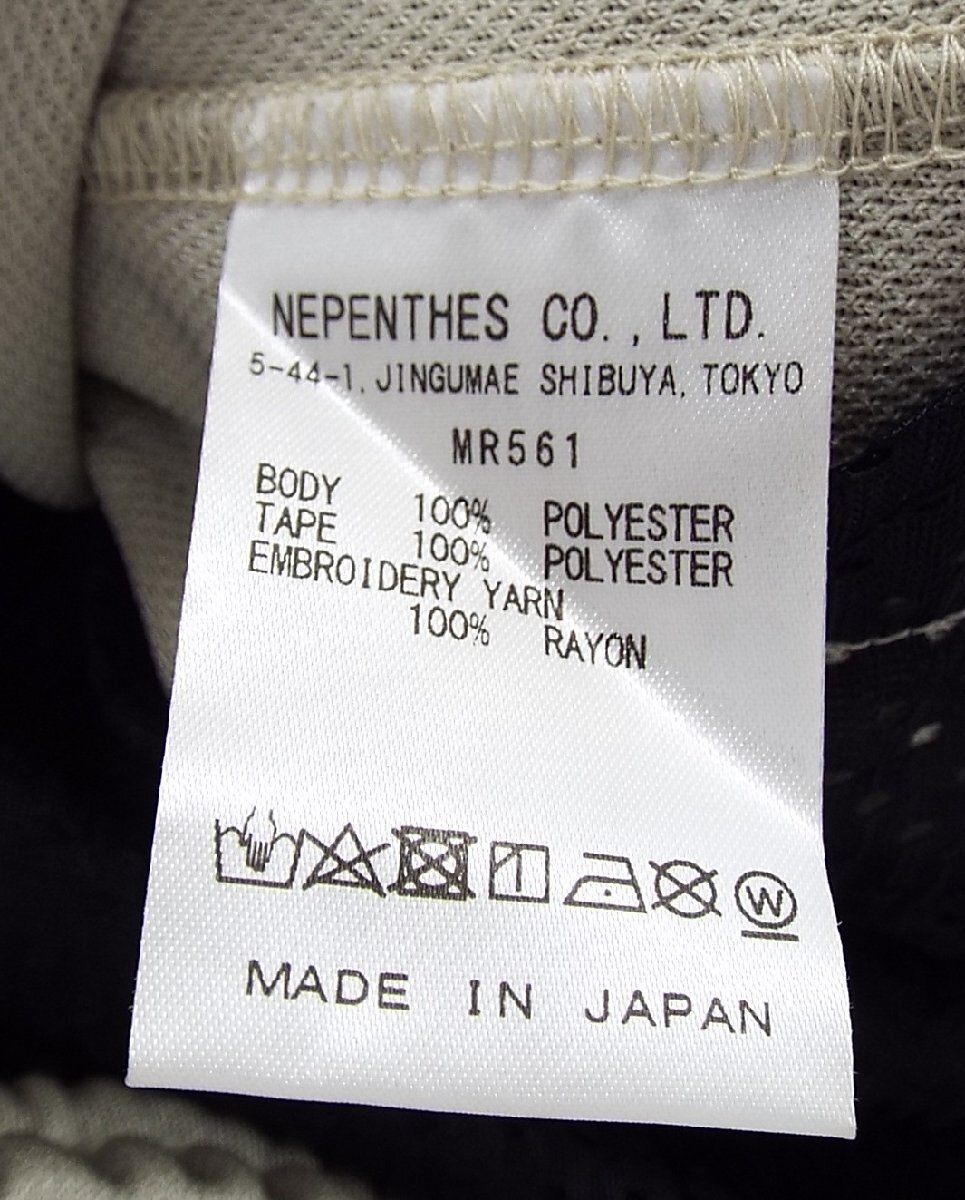 NEPENTHES CO.,LTD.
5-44-1,JINGUMAE SHIBUYA,TOKYO
MR561
BODY 100% POLYESTER
TAPE 100% POLYESTER
EMBROIDERY YARN
100% RAYON
W
MADE IN JAPAN